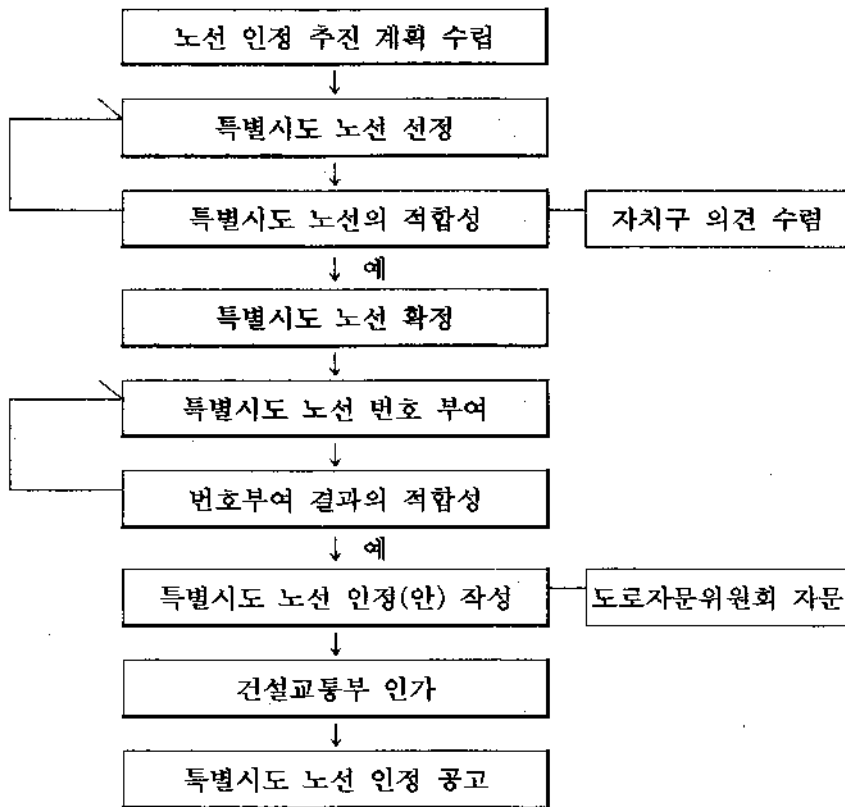 노선 인정 추진 계획 수립
↓
특별시도 노선 선정
↓
특별시도 노선의 적합성 자치구 의견 수렴
↓ 예
특별시도 노선 확정
↓
특별시도 노선 번호 부여
↓
번호부여 결과의 적합성
↓ 예
특별시도 노선 인정(안) 작성 도로자문위원회 자문
↓
건설교통부 인가
↓
특별시도 노선 인정 공고